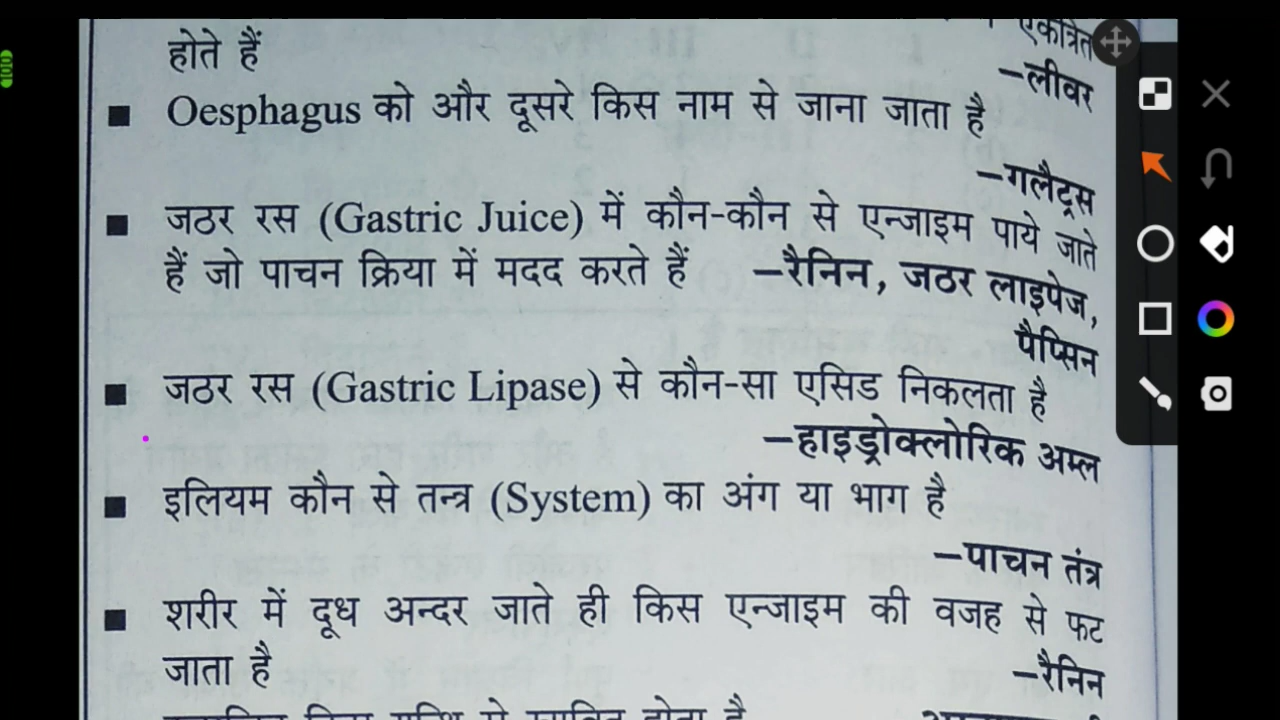 एकत्रित
होते हैं
–लीवर
■ Oesphagus को और दूसरे किस नाम से जाना जाता है
–गलैट्स
■ जठर रस (Gastric Juice) में कौन-कौन से एन्जाइम पाये जाते
हैं जो पाचन क्रिया में मदद करते हैं –रैनिन, जठर लाइपेज,
पैप्सिन
■ जठर रस (Gastric Lipase) से कौन-सा एसिड निकलता है
–हाइड्रोक्लोरिक अम्ल
■ इलियम कौन से तन्त्र (System) का अंग या भाग है
–पाचन तंत्र
■ शरीर में दूध अन्दर जाते ही किस एन्जाइम की वजह से फट
जाता है –रैनिन